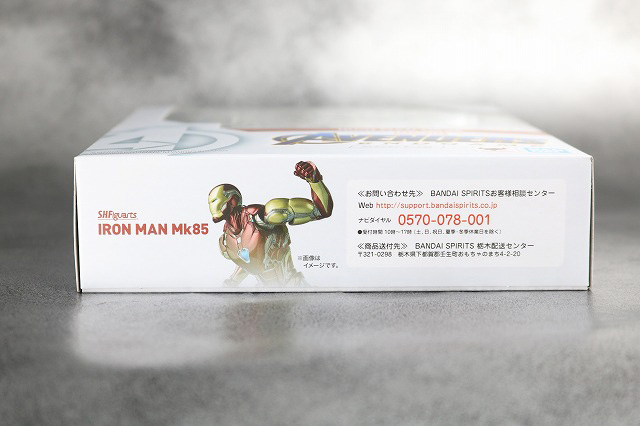 AVENGERS
S.H.Figuarts
IRON MAN Mk85
※画像は
イメージです。
≪お問い合わせ先≫ BANDAI SPIRITSお客様相談センター
Web http://support.bandaispirits.co.jp
ナビダイヤル 0570-078-001
●受付時間 10時~17時 (土、日、祝日、夏季・冬季休業日を除く)
≪商品送付先≫ BANDAI SPIRITS 栃木配送センター
〒321-0298 栃木県下都賀郡壬生町おもちゃのまち4-2-20